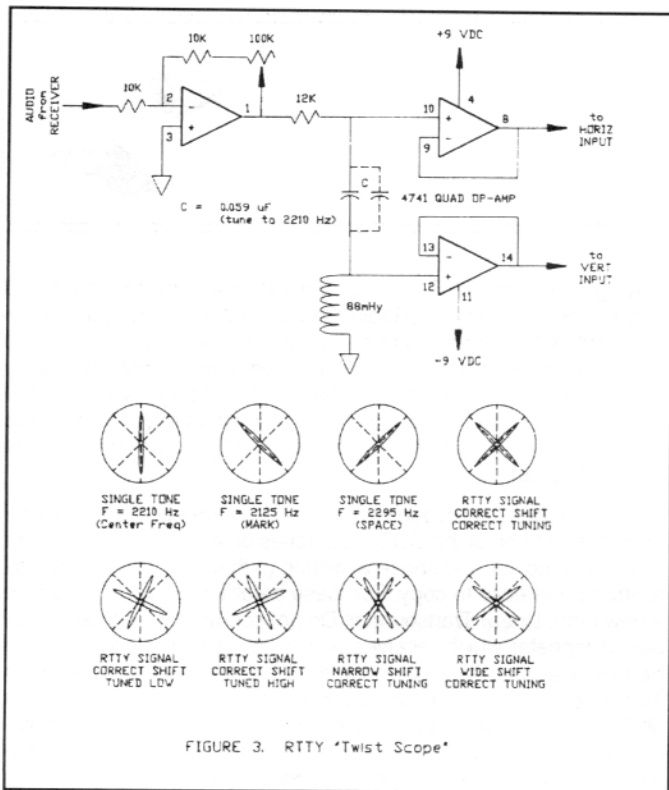 10K
100K
+9 VDC
AUDIO
from
RECEIVER
10K
2
-
3
+
1
12K
10
+
9
-
4
8
to
HORIZ
INPUT
C = 0.059 uF
(tune to 2210 Hz)
C
4741 QUAD OP-AMP
13
-
12
+
14
11
to
VERT
INPUT
88mHy
-9 VDC
SINGLE TONE
F = 2210 Hz
(Center Freq)
SINGLE TONE
F = 2125 Hz
(MARK)
SINGLE TONE
F = 2295 Hz
(SPACE)
RTTY SIGNAL
CORRECT SHIFT
CORRECT TUNING
RTTY SIGNAL
CORRECT SHIFT
TUNED LOW
RTTY SIGNAL
CORRECT SHIFT
TUNED HIGH
RTTY SIGNAL
NARROW SHIFT
CORRECT TUNING
RTTY SIGNAL
WIDE SHIFT
CORRECT TUNING
FIGURE 3. RTTY "Twist Scope"